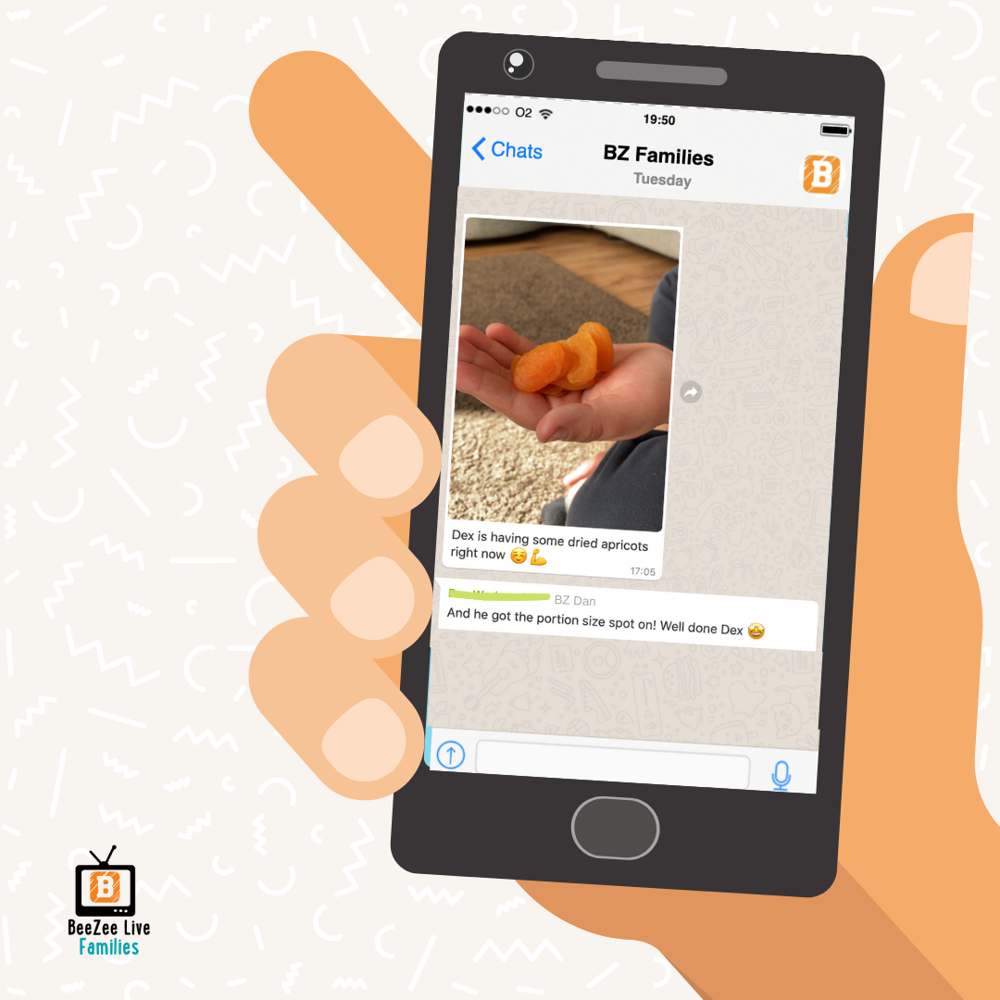 O2
19:50
Chats
BZ Families
Tuesday
B
Dex is having some dried apricots
right now ☺️💪
17:05
BZ Dan
And he got the portion size spot on! Well done Dex 🤩
B
BeeZee Live
Families